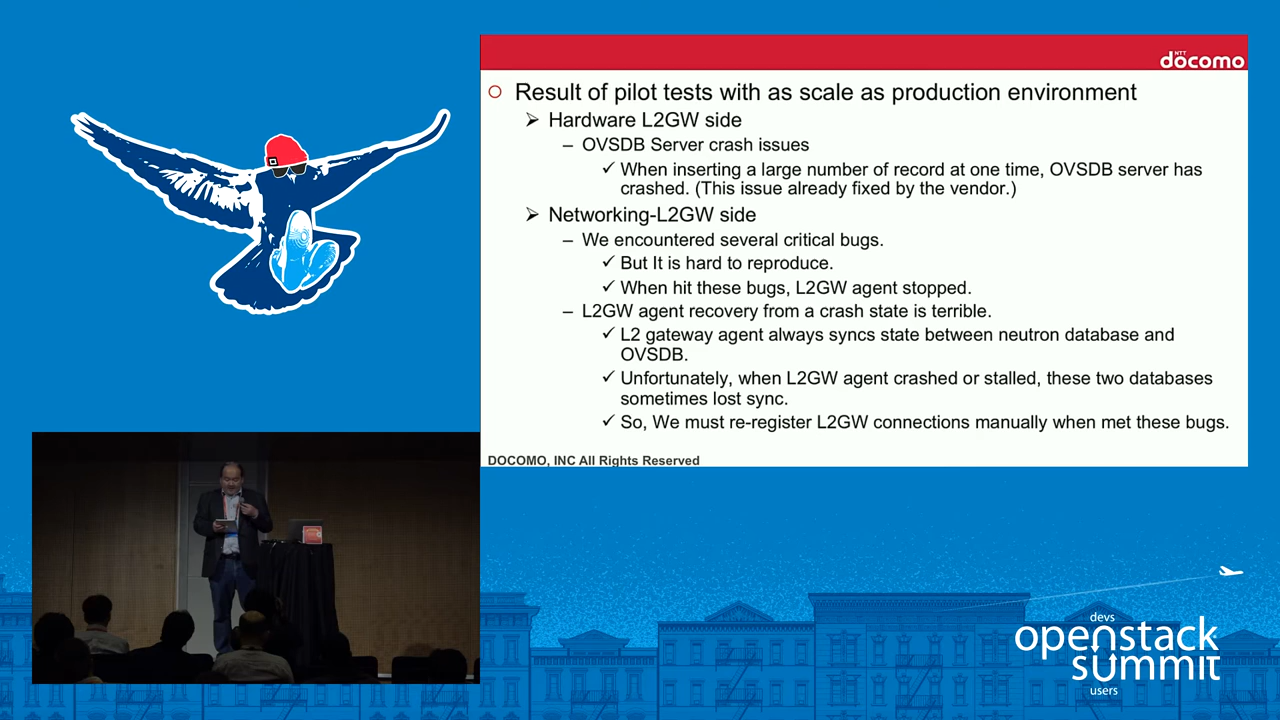 NTT
döcomo
Result of pilot tests with as scale as production environment
Hardware L2GW side
– OVSDB Server crash issues
When inserting a large number of record at one time, OVSDB server has
crashed. (This issue already fixed by the vendor.)
Networking-L2GW side
– We encountered several critical bugs.
But It is hard to reproduce.
When hit these bugs, L2GW agent stopped.
– L2GW agent recovery from a crash state is terrible.
L2 gateway agent always syncs state between neutron database and
OVSDB.
Unfortunately, when L2GW agent crashed or stalled, these two databases
sometimes lost sync.
So, We must re-register L2GW connections manually when met these bugs.
DOCOMO, INC All Rights Reserved
devs
openstack
summit
users